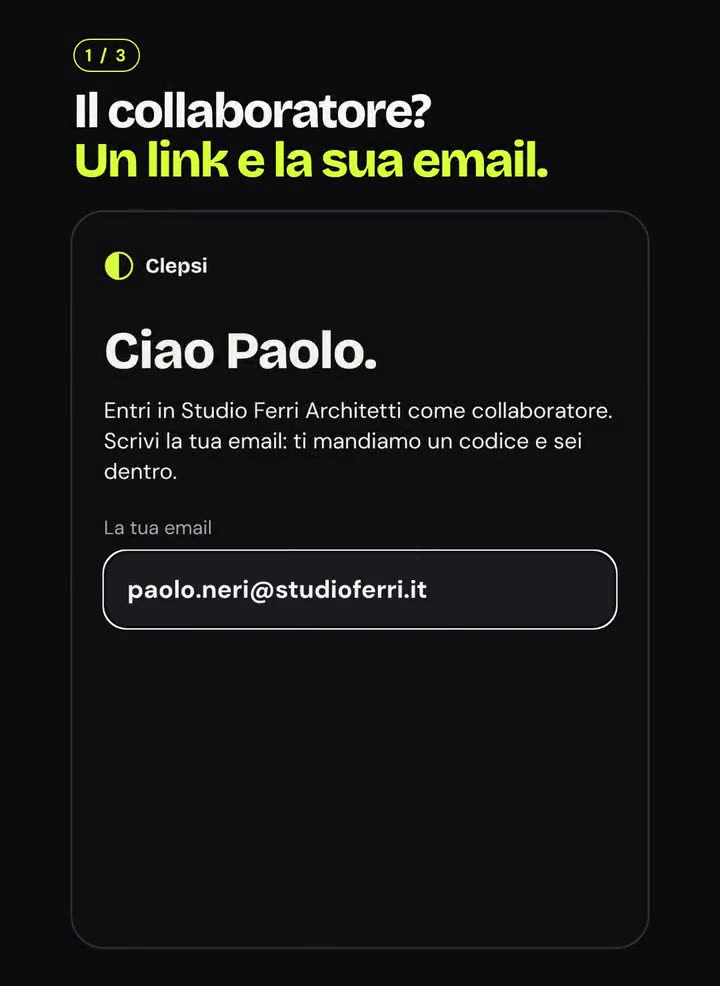 1 / 3
Il collaboratore?
Un link e la sua email.
Clepsi
Ciao Paolo.
Entri in Studio Ferri Architetti come collaboratore.
Scrivi la tua email: ti mandiamo un codice e sei
dentro.
La tua email
paolo.neri@studioferri.it